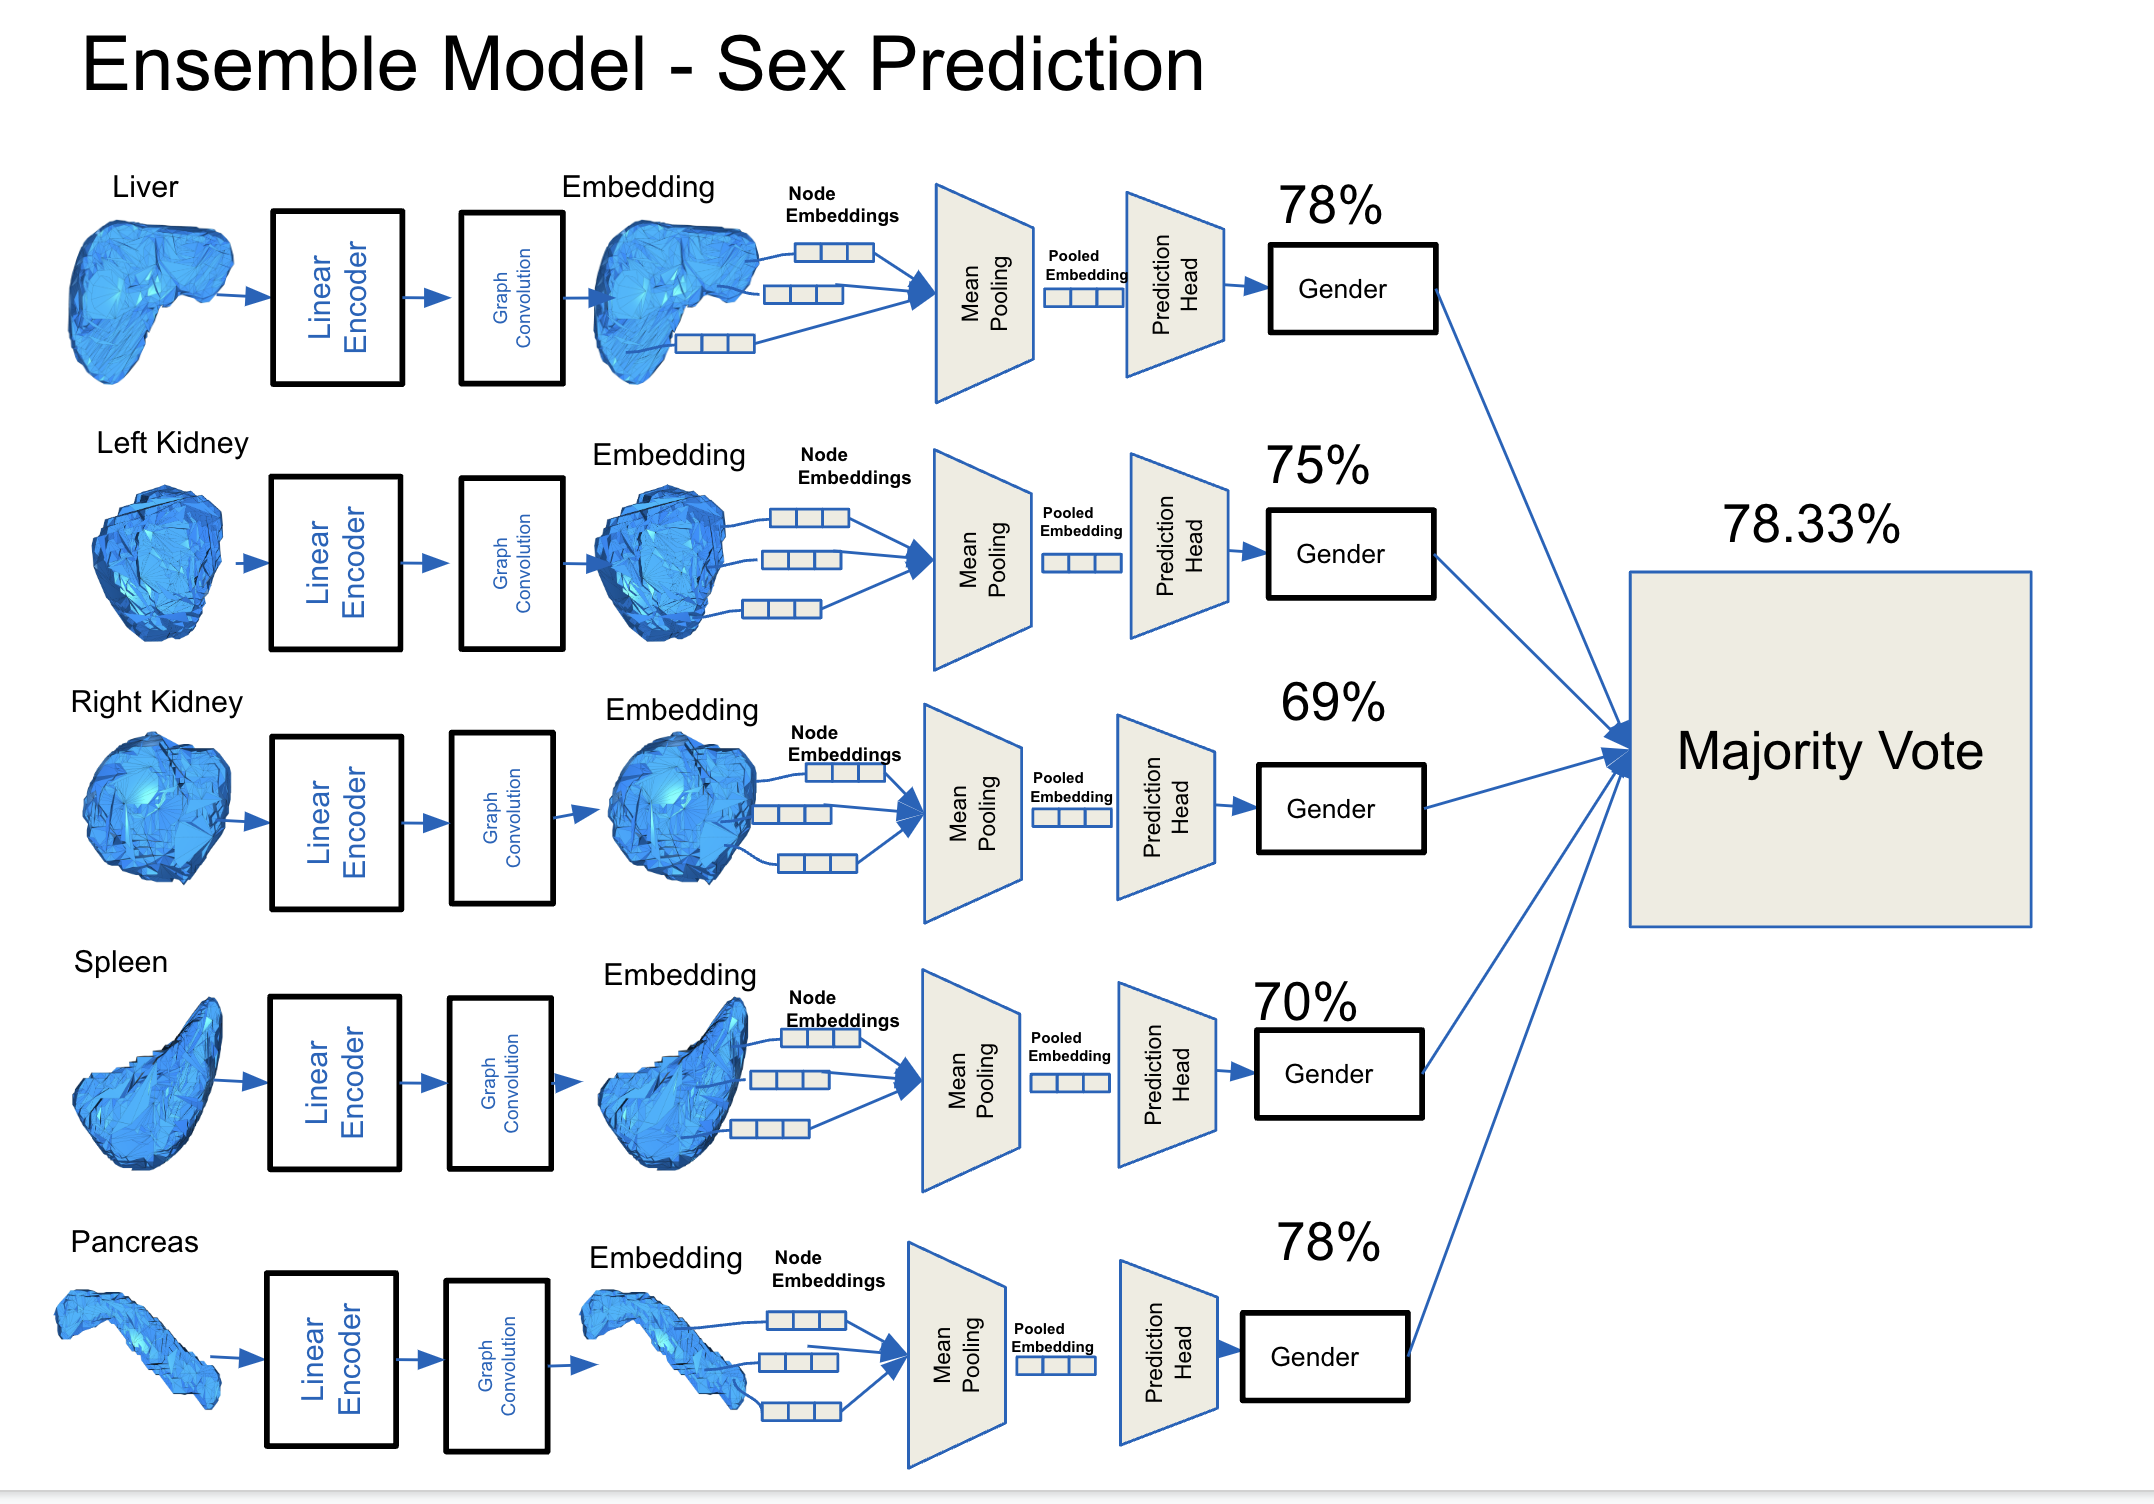 Ensemble Model - Sex Prediction
Liver
Linear
Encoder
Graph
Convolution
Embedding
Node
Embeddings
Mean
Pooling
Pooled
Embedding
Prediction
Head
78%
Gender
Left Kidney
Linear
Encoder
Graph
Convolution
Embedding
Node
Embeddings
Mean
Pooling
Pooled
Embedding
Prediction
Head
75%
Gender
Right Kidney
Linear
Encoder
Graph
Convolution
Embedding
Node
Embeddings
Mean
Pooling
Pooled
Embedding
Prediction
Head
69%
Gender
Spleen
Linear
Encoder
Graph
Convolution
Embedding
Node
Embeddings
Mean
Pooling
Pooled
Embedding
Prediction
Head
70%
Gender
Pancreas
Linear
Encoder
Graph
Convolution
Embedding
Node
Embeddings
Mean
Pooling
Pooled
Embedding
Prediction
Head
78%
Gender
78.33%
Majority Vote